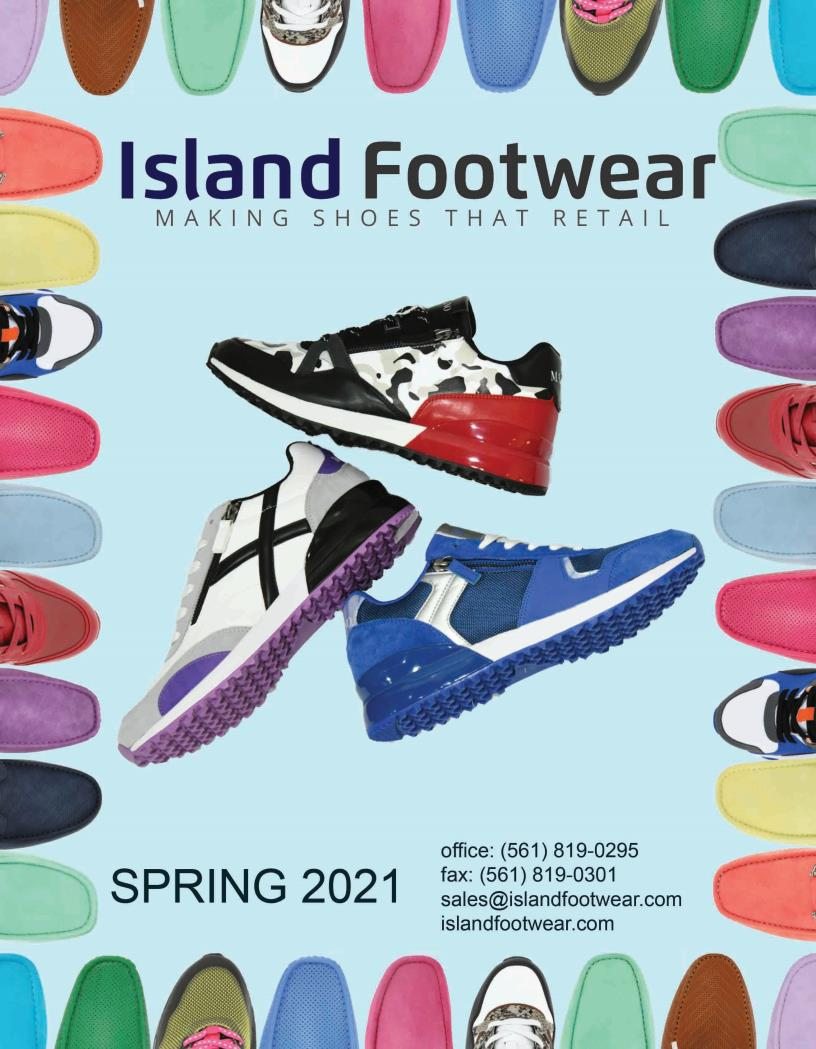 Island Footwear
MAKING SHOES THAT RETAIL
SPRING 2021
office: (561) 819-0295
fax: (561) 819-0301
sales@islandfootwear.com
islandfootwear.com